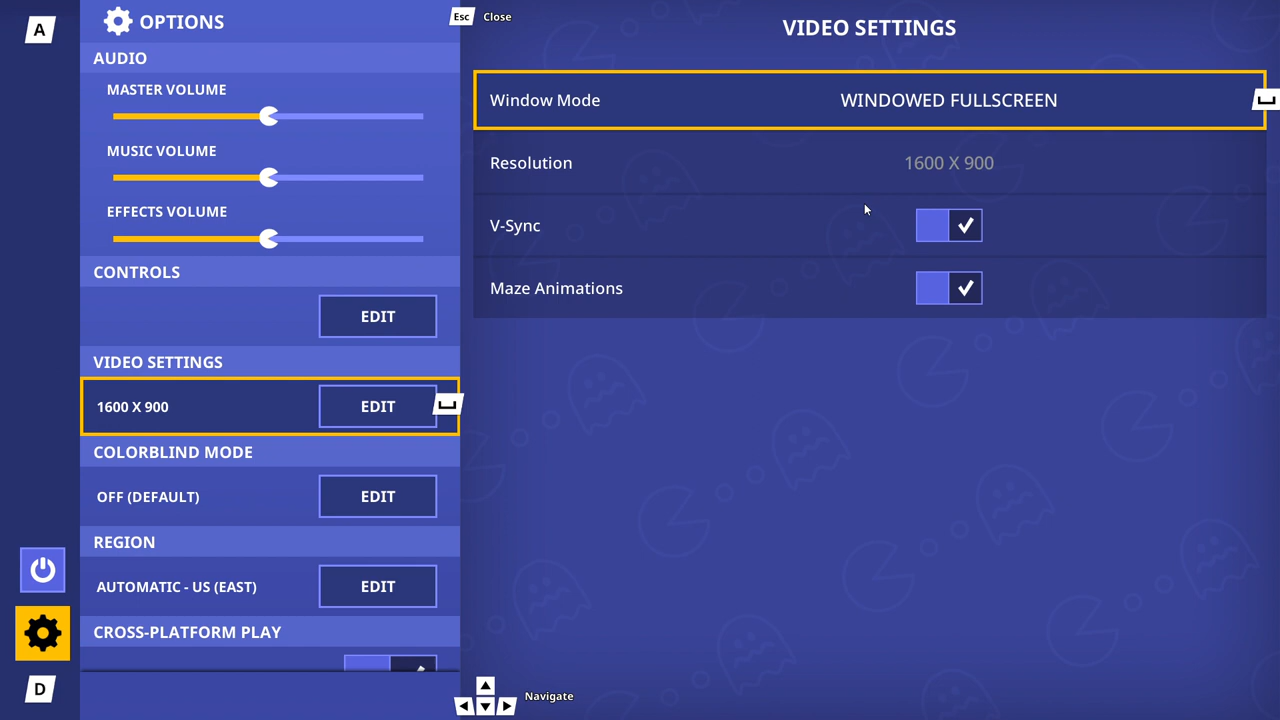 A
OPTIONS
Esc Close
VIDEO SETTINGS
AUDIO
MASTER VOLUME
MUSIC VOLUME
EFFECTS VOLUME
CONTROLS
EDIT
VIDEO SETTINGS
1600 X 900 EDIT
COLORBLIND MODE
OFF (DEFAULT) EDIT
REGION
AUTOMATIC - US (EAST) EDIT
CROSS-PLATFORM PLAY
D
Window Mode WINDOWED FULLSCREEN
Resolution 1600 X 900
V-Sync
Maze Animations
Navigate